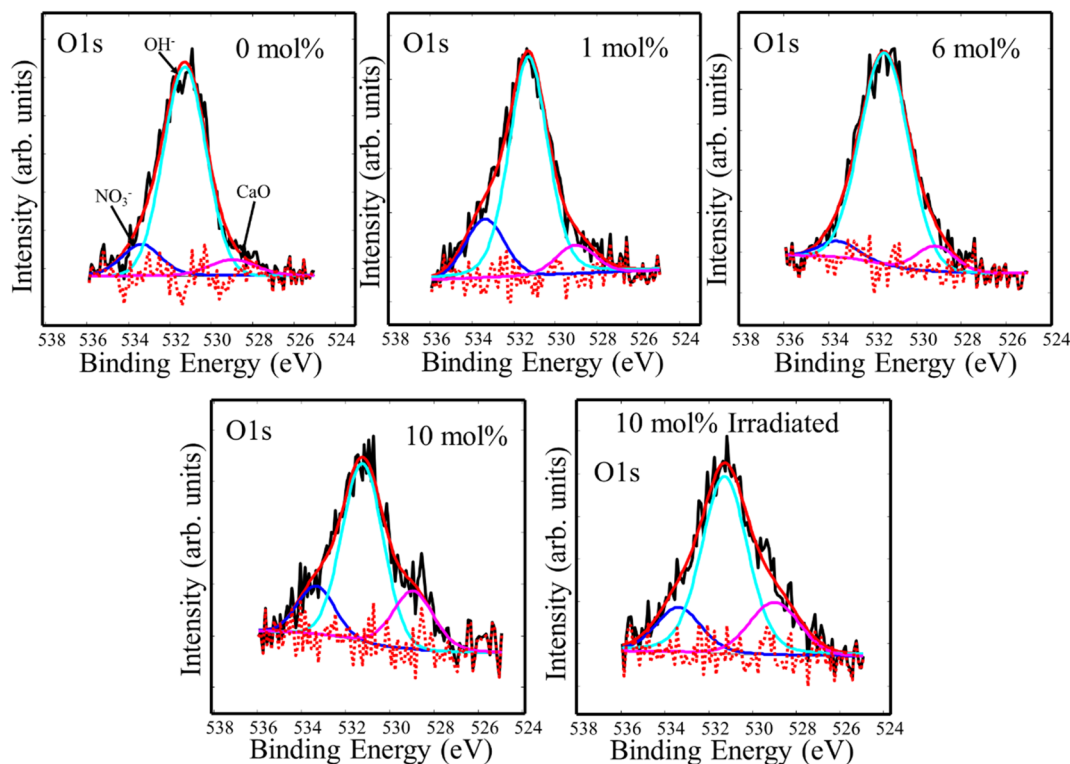 O1s
OH-
0 mol%
NO3-
CaO
Intensity (arb. units)
538 536 534 532 530 528 526 524
Binding Energy (eV)
O1s
1 mol%
Intensity (arb. units)
538 536 534 532 530 528 526 524
Binding Energy (eV)
O1s
6 mol%
Intensity (arb. units)
538 536 534 532 530 528 526 524
Binding Energy (eV)
O1s
10 mol%
Intensity (arb. units)
538 536 534 532 530 528 526 524
Binding Energy (eV)
10 mol% Irradiated
O1s
Intensity (arb. units)
538 536 534 532 530 528 526 524
Binding Energy (eV)